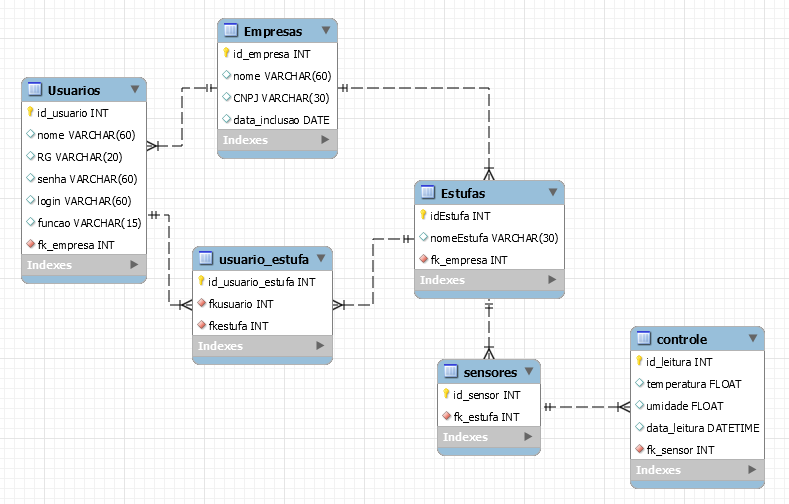 Empresas
id_empresa INT
nome VARCHAR(60)
CNPJ VARCHAR(30)
data_inclusao DATE
Indexes
Usuarios
id_usuario INT
nome VARCHAR(60)
RG VARCHAR(20)
senha VARCHAR(60)
login VARCHAR(60)
funcao VARCHAR(15)
fk_empresa INT
Indexes
Estufas
idEstufa INT
nomeEstufa VARCHAR(30)
fk_empresa INT
Indexes
usuario_estufa
id_usuario_estufa INT
fkusuario INT
fkestufa INT
Indexes
sensores
id_sensor INT
fk_estufa INT
Indexes
controle
id_leitura INT
temperatura FLOAT
umidade FLOAT
data_leitura DATETIME
fk_sensor INT
Indexes